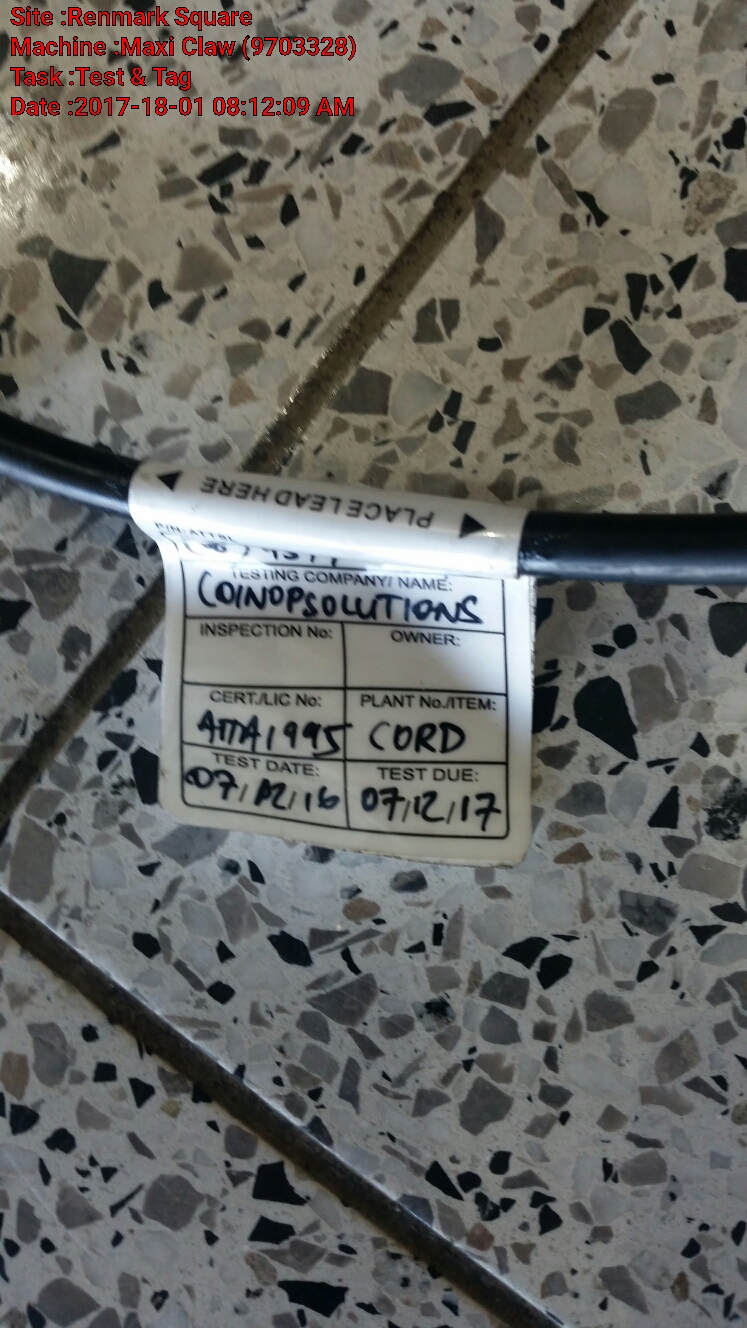 Site :Renmark Square
Machine :Maxi Claw (9703328)
Task :Test & Tag
Date :2017-18-01 08:12:09 AM
PLACE LEAD HERE
TESTING COMPANY/ NAME:
COINOPSOLUTIONS
INSPECTION No: OWNER:
CERT./LIC No: PLANT No./ITEM:
ATTA1995 CORD
TEST DATE: TEST DUE:
07/12/16 07/12/17